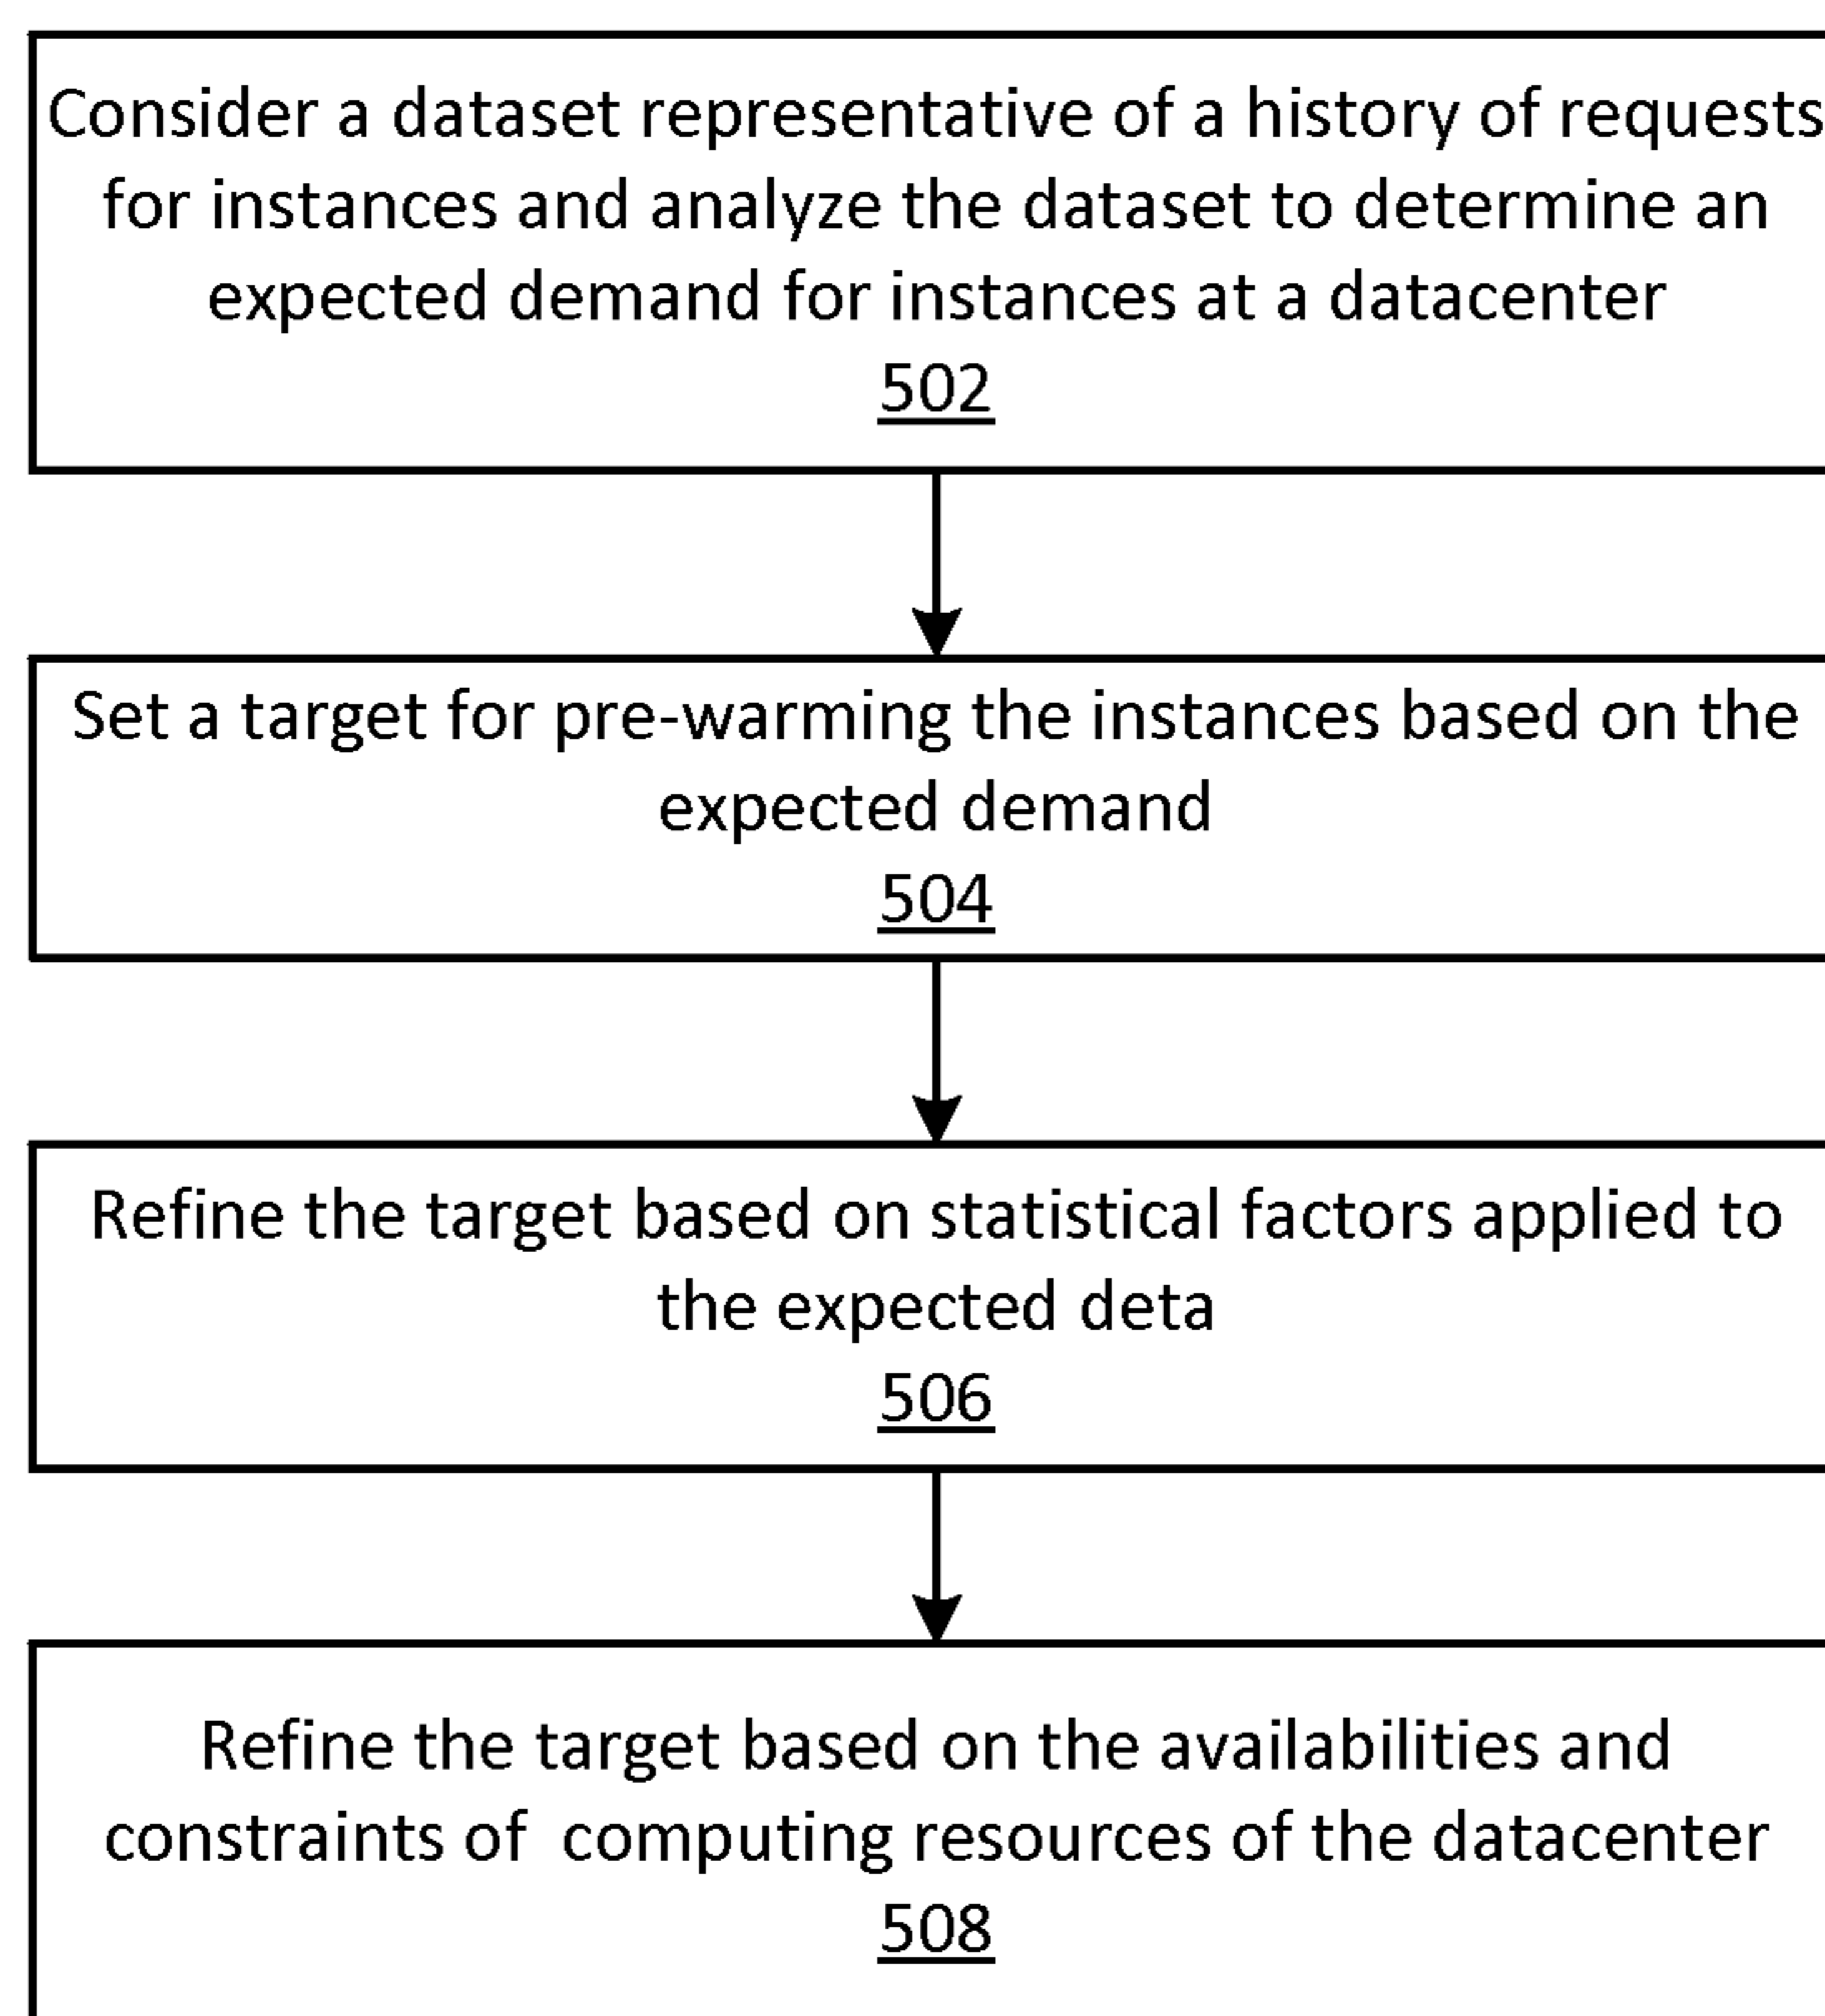 Consider a dataset representative of a history of requests
for instances and analyze the dataset to determine an
expected demand for instances at a datacenter
502
Set a target for pre-warming the instances based on the
expected demand
504
Refine the target based on statistical factors applied to
the expected deta
506
Refine the target based on the availabilities and
constraints of  computing resources of the datacenter
508